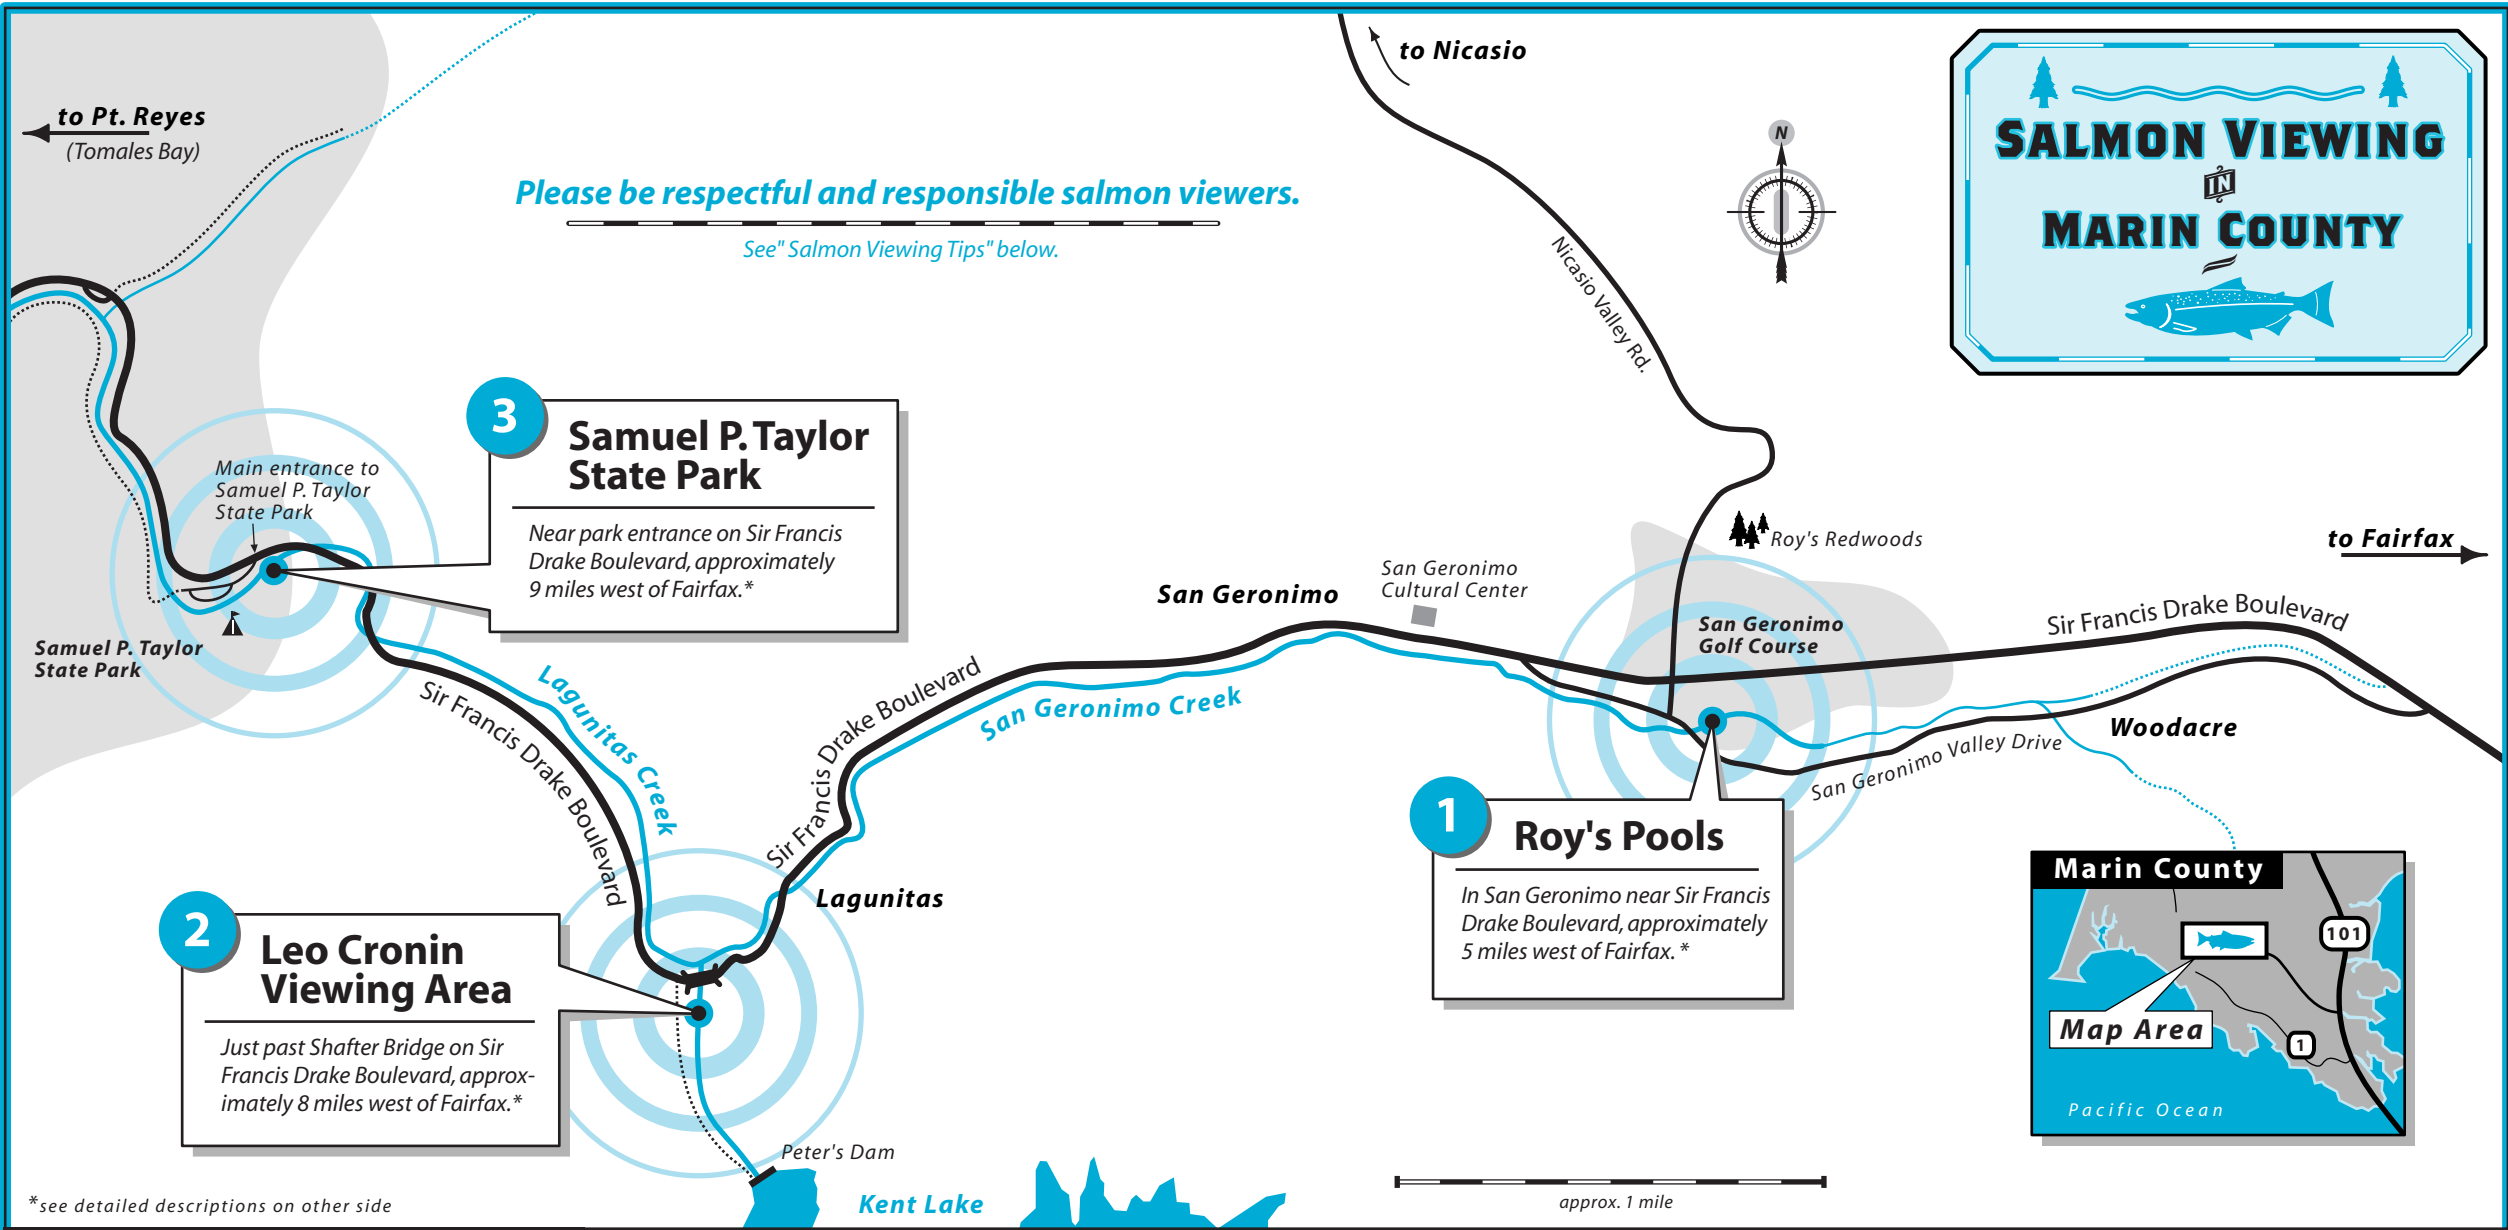 to Pt. Reyes
(Tomales Bay)
to Nicasio
N
SALMON VIEWING
IN
MARIN COUNTY
Please be respectful and responsible salmon viewers.
See" Salmon Viewing Tips" below.
Nicasio Valley Rd.
3
Samuel P. Taylor
State Park
Near park entrance on Sir Francis
Drake Boulevard, approximately
9 miles west of Fairfax.*
Main entrance to
Samuel P. Taylor
State Park
Samuel P. Taylor
State Park
Roy's Redwoods
to Fairfax
San Geronimo
San Geronimo
Cultural Center
San Geronimo
Golf Course
Sir Francis Drake Boulevard
Lagunitas Creek
Sir Francis Drake Boulevard
Sir Francis Drake Boulevard
San Geronimo Creek
Woodacre
San Geronimo Valley Drive
1
Roy's Pools
In San Geronimo near Sir Francis
Drake Boulevard, approximately
5 miles west of Fairfax. *
Lagunitas
2
Leo Cronin
Viewing Area
Just past Shafter Bridge on Sir
Francis Drake Boulevard, approx-
imately 8 miles west of Fairfax.*
Marin County
101
Map Area
1
Pacific Ocean
Peter's Dam
Kent Lake
approx. 1 mile
*see detailed descriptions on other side